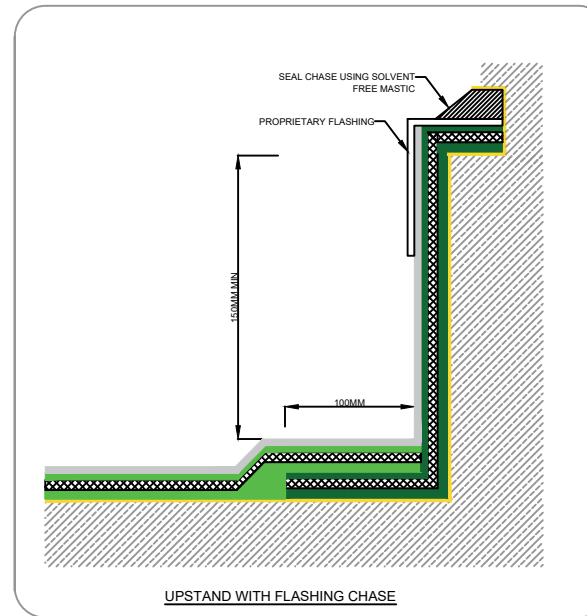 SEAL CHASE USING SOLVENT
FREE MASTIC
PROPRIETARY FLASHING
150MM MIN
100MM
UPSTAND WITH FLASHING CHASE